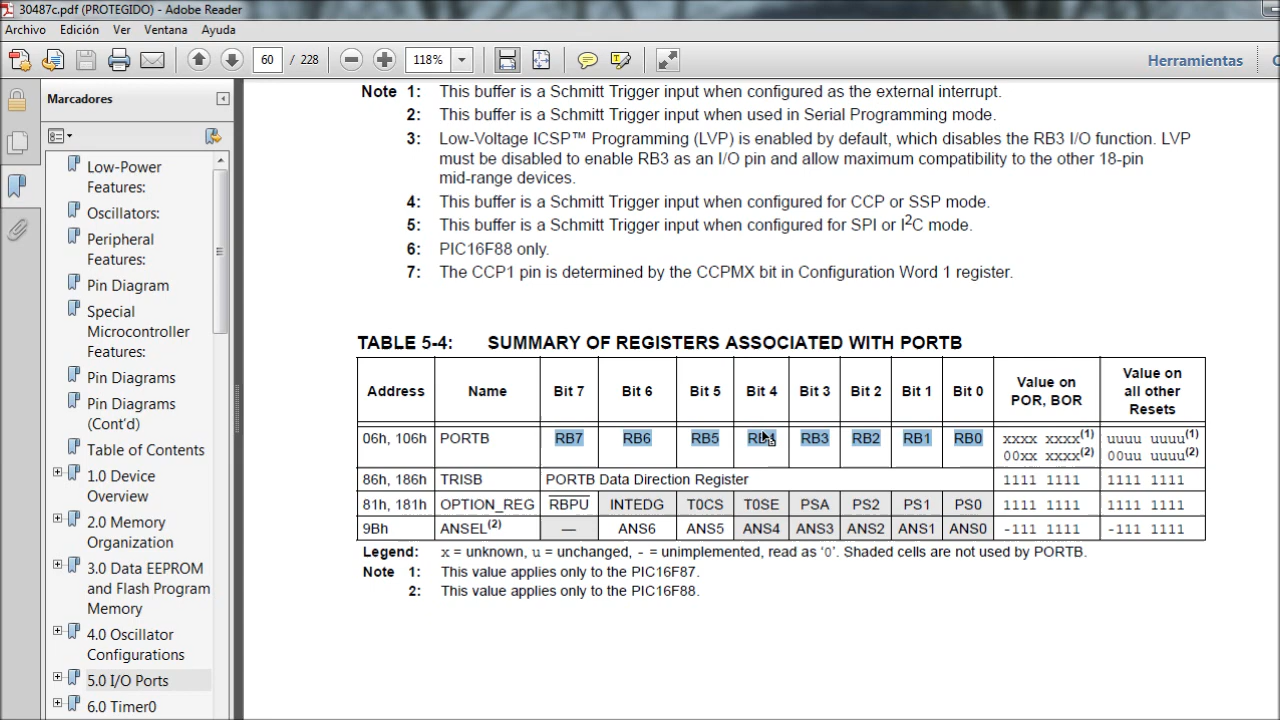 30487c.pdf (PROTEGIDO) - Adobe Reader
Archivo Edición Ver Ventana Ayuda
60 / 228 118% Herramientas
Marcadores
Low-Power
Features:
Oscillators:
Peripheral
Features:
Pin Diagram
Special
Microcontroller
Features:
Pin Diagrams
Pin Diagrams
(Cont'd)
Table of Contents
1.0 Device
Overview
2.0 Memory
Organization
3.0 Data EEPROM
and Flash Program
Memory
4.0 Oscillator
Configurations
5.0 I/O Ports
6.0 Timer0
Note 1: This buffer is a Schmitt Trigger input when configured as the external interrupt.
2: This buffer is a Schmitt Trigger input when used in Serial Programming mode.
3: Low-Voltage ICSP™ Programming (LVP) is enabled by default, which disables the RB3 I/O function. LVP
must be disabled to enable RB3 as an I/O pin and allow maximum compatibility to the other 18-pin
mid-range devices.
4: This buffer is a Schmitt Trigger input when configured for CCP or SSP mode.
5: This buffer is a Schmitt Trigger input when configured for SPI or I2C mode.
6: PIC16F88 only.
7: The CCP1 pin is determined by the CCPMX bit in Configuration Word 1 register.
TABLE 5-4: SUMMARY OF REGISTERS ASSOCIATED WITH PORTB
Address Name Bit 7 Bit 6 Bit 5 Bit 4 Bit 3 Bit 2 Bit 1 Bit 0 Value on POR, BOR Value on all other Resets
06h, 106h PORTB RB7 RB6 RB5 RB4 RB3 RB2 RB1 RB0 xxxx xxxx(1) uuuu uuuu(1)
00xx xxxx(2) 00uu uuuu(2)
86h, 186h TRISB PORTB Data Direction Register 1111 1111 1111 1111
81h, 181h OPTION_REG RBPU INTEDG T0CS T0SE PSA PS2 PS1 PS0 1111 1111 1111 1111
9Bh ANSEL(2) — ANS6 ANS5 ANS4 ANS3 ANS2 ANS1 ANS0 -111 1111 -111 1111
Legend: x = unknown, u = unchanged, - = unimplemented, read as '0'. Shaded cells are not used by PORTB.
Note 1: This value applies only to the PIC16F87.
2: This value applies only to the PIC16F88.